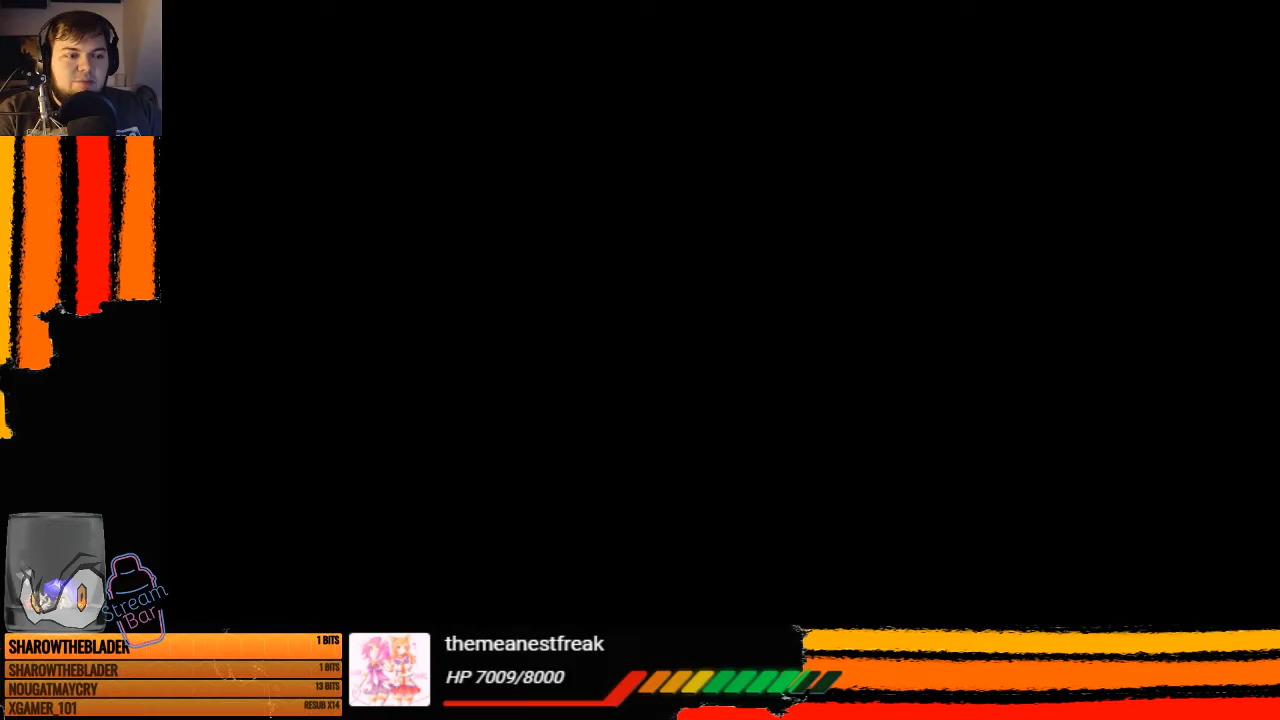 Stream
Bar
SHAROWTHEBLADER 1 BITS
SHAROWTHEBLADER 1 BITS
NOUGATMAYCRY 13 BITS
XGAMER_101 RESUB X14
themeanestfreak
HP 7009/8000